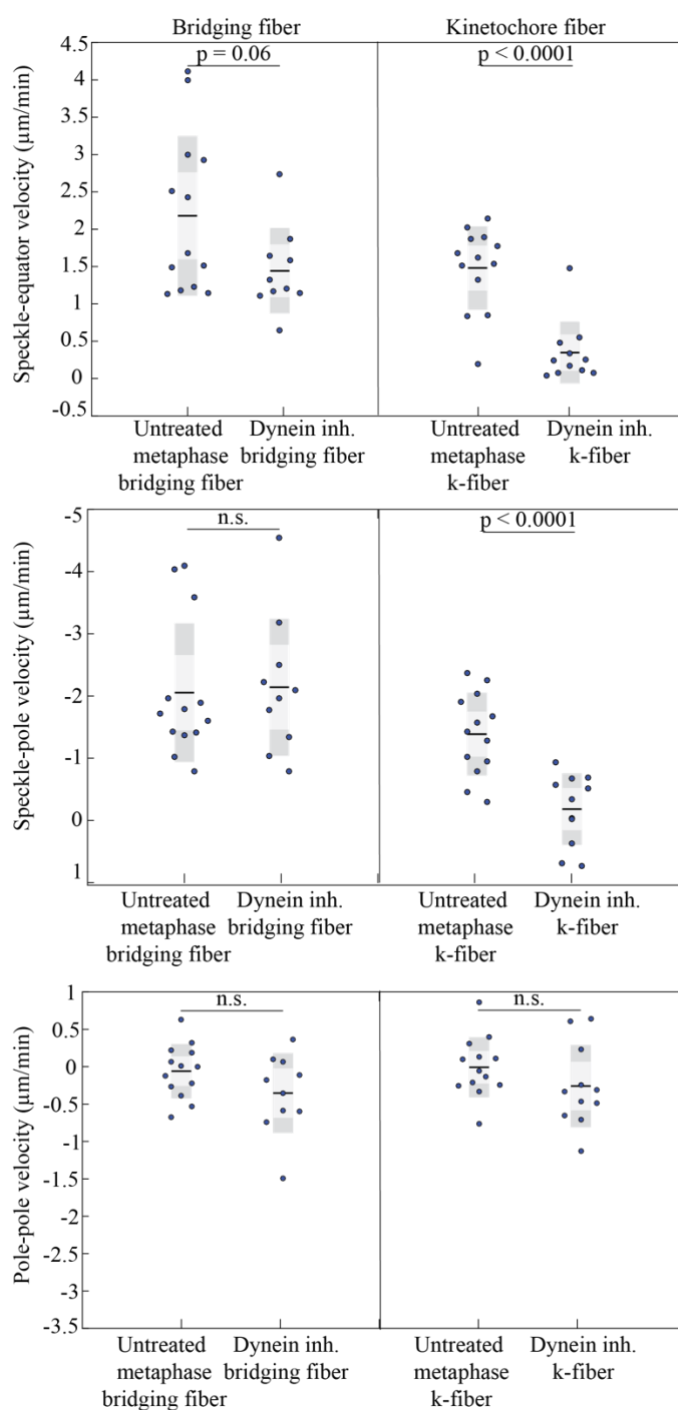 Bridging fiber Kinetochore fiber
p = 0.06 p < 0.0001
Speckle-equator velocity (µm/min)
4.5
4
3.5
3
2.5
2
1.5
1
0.5
0
-0.5
Untreated Dynein inh. Untreated Dynein inh.
metaphase bridging fiber metaphase k-fiber
bridging fiber k-fiber
n.s. p < 0.0001
Speckle-pole velocity (µm/min)
-5
-4
-3
-2
-1
0
1
Untreated Dynein inh. Untreated Dynein inh.
metaphase bridging fiber metaphase k-fiber
bridging fiber k-fiber
n.s. n.s.
Pole-pole velocity (µm/min)
1
0.5
0
-0.5
-1
-1.5
-2
-2.5
-3
-3.5
Untreated Dynein inh. Untreated Dynein inh.
metaphase bridging fiber metaphase k-fiber
bridging fiber k-fiber